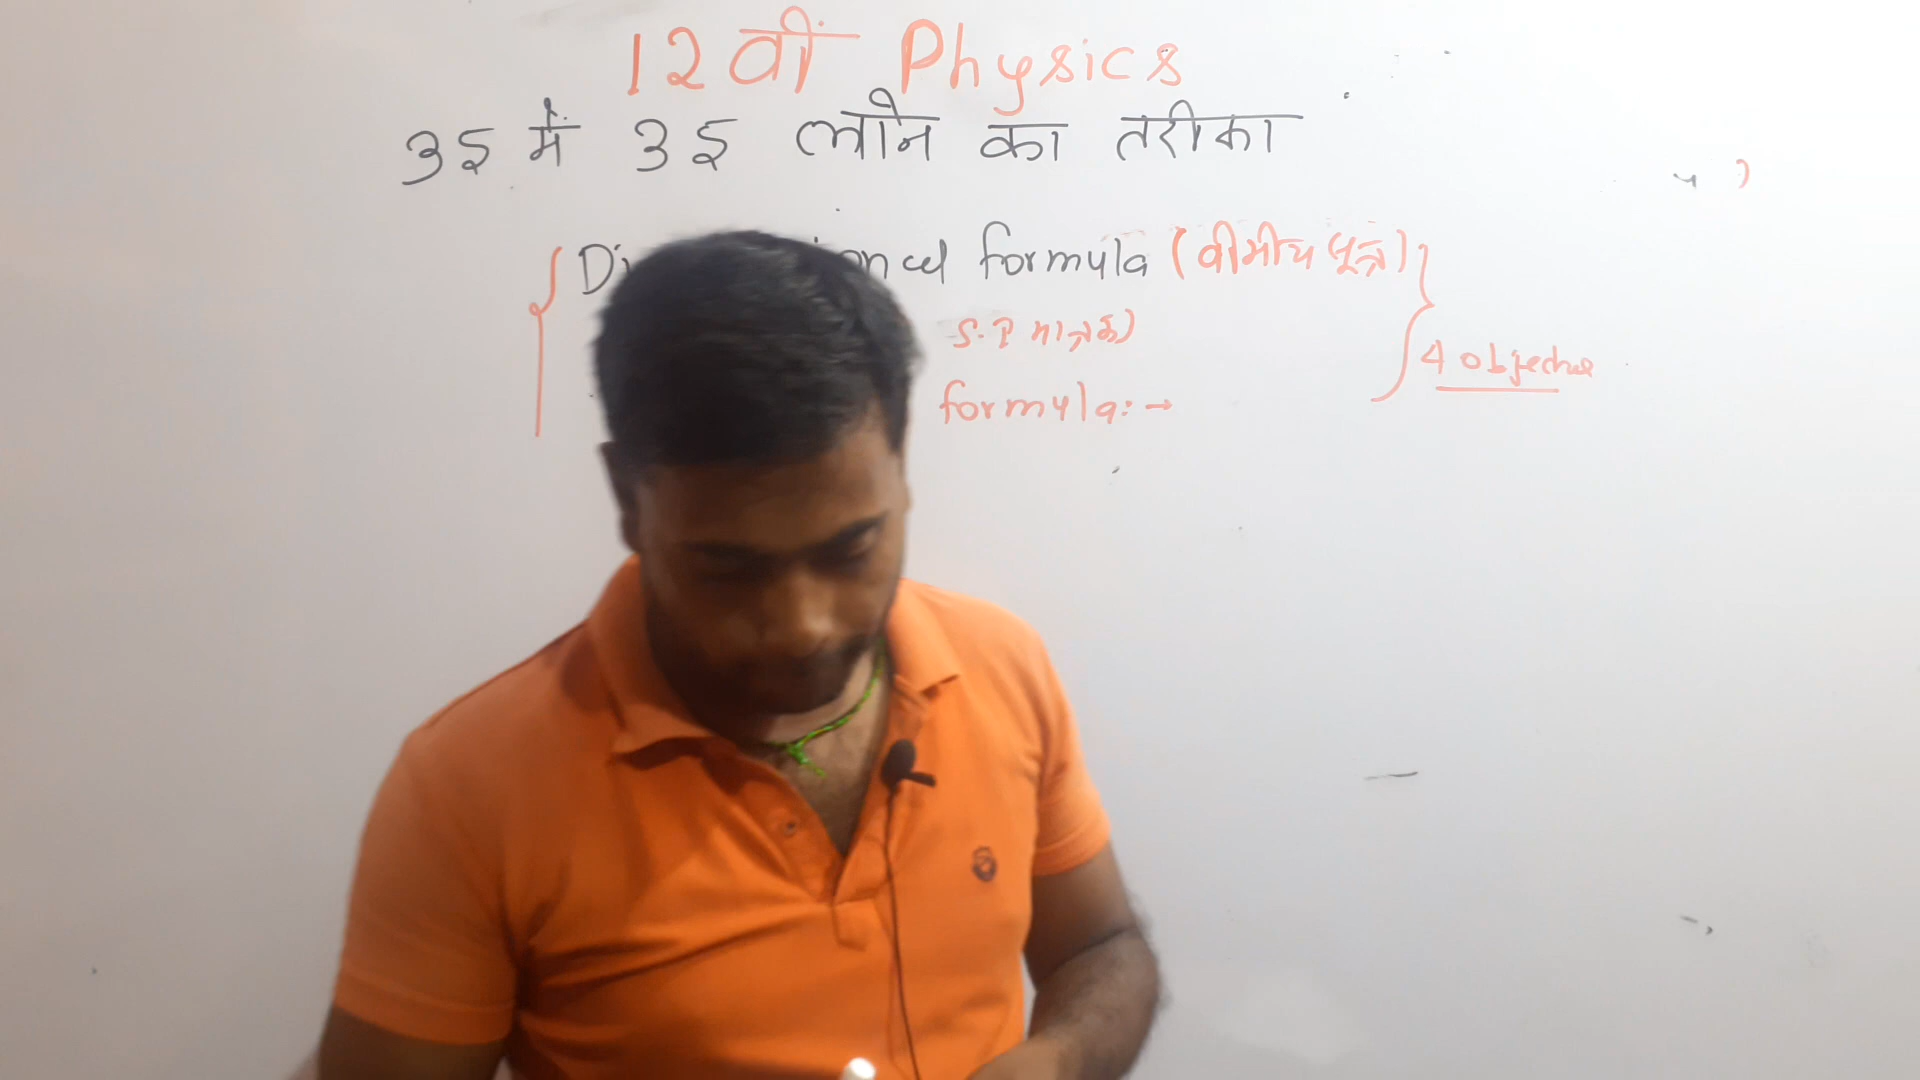 12वीं Physics
35 में 35 लाने का तरीका
formula (वीमीय सूत्र)
S.I मात्रक)
4 objective
formula:→